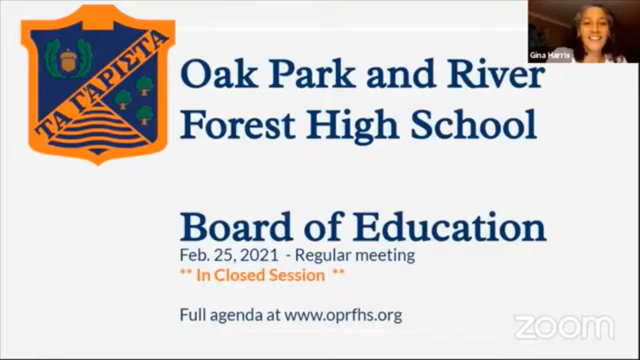 ΤΑ ΓΑΡΙΣΤΑ
Gina Harris
Oak Park and River
Forest High School
Board of Education
Feb. 25, 2021 - Regular meeting
** In Closed Session **
Full agenda at www.oprfhs.org
zoom